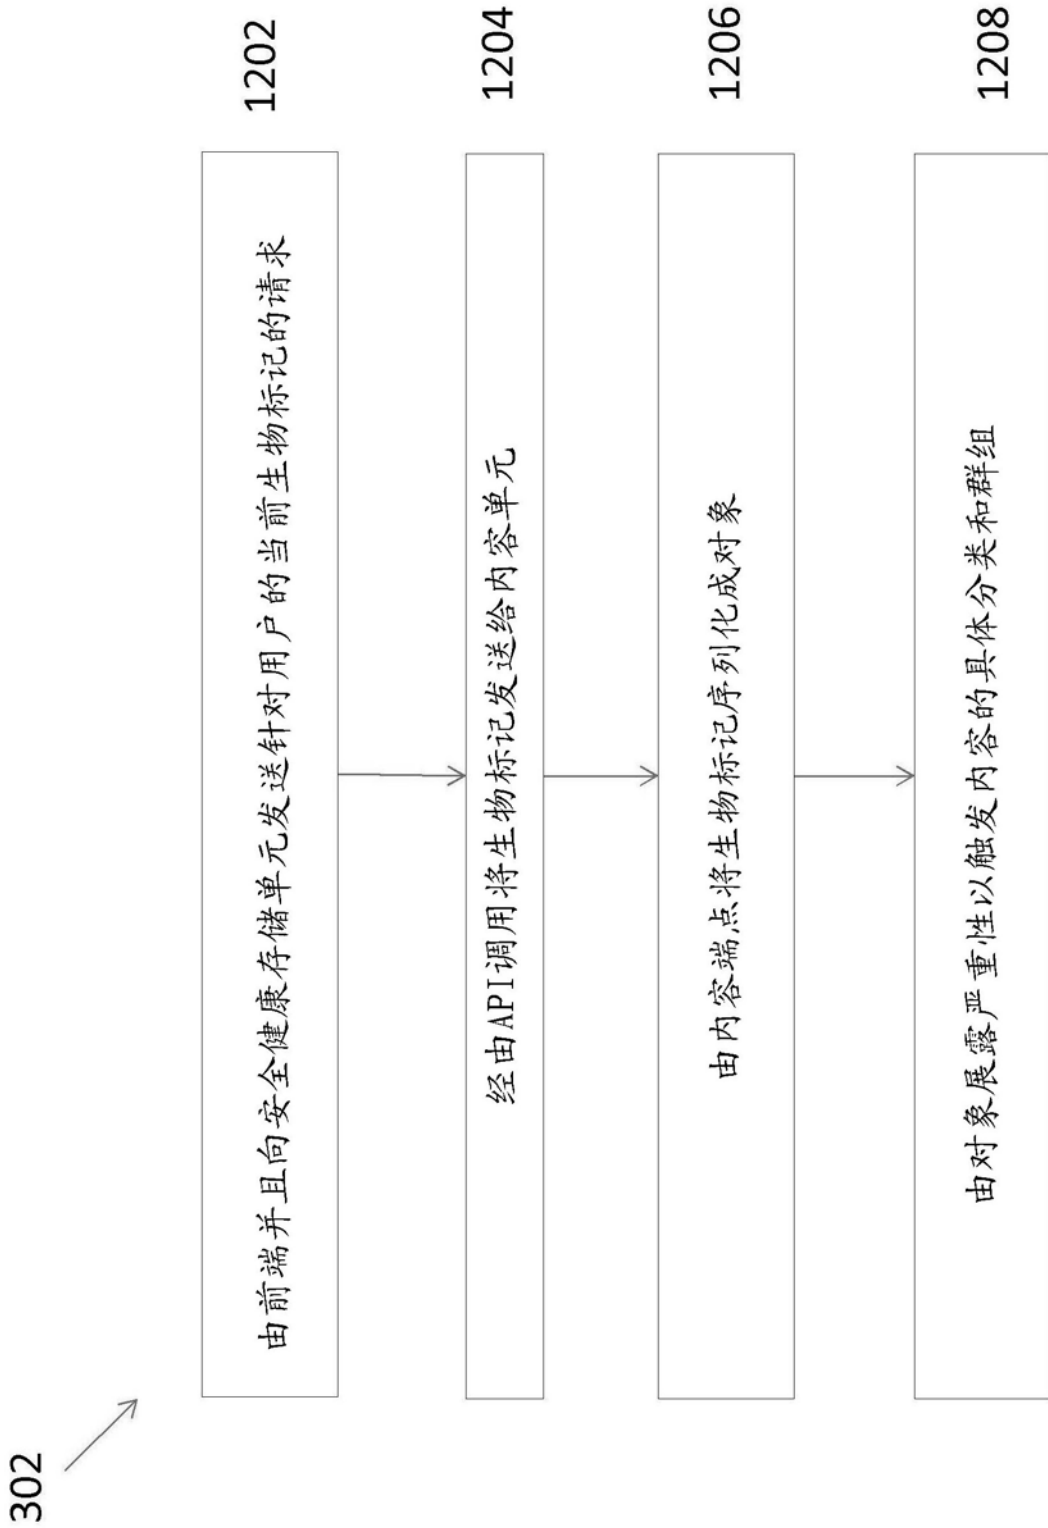 302
由前端并且向安全健康存储单元发送针对用户的当前生物标记的请求
1202
经由API调用将生物标记发送给内容单元
1204
由内容端点将生物标记序列化成对象
1206
由对象展露严重性以触发内容的具体分类和群组
1208